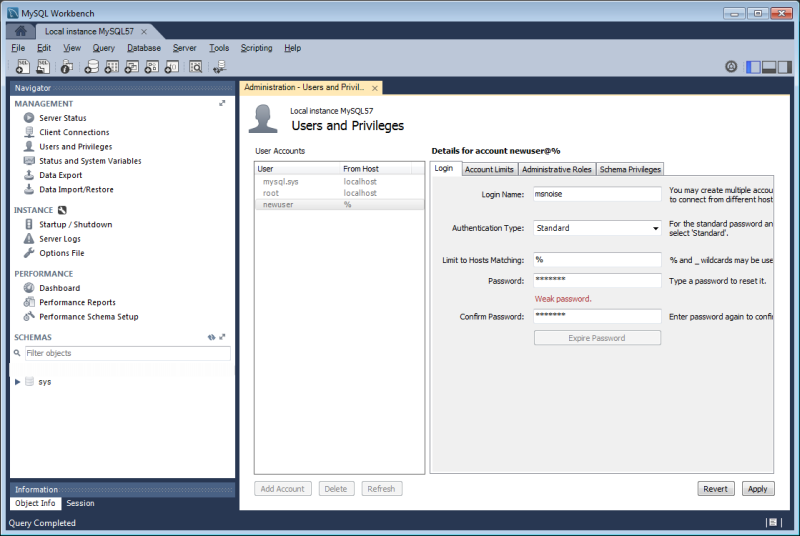 MySQL Workbench
Local instance MySQL57
File Edit View Query Database Server Tools Scripting Help
Navigator
MANAGEMENT
Server Status
Client Connections
Users and Privileges
Status and System Variables
Data Export
Data Import/Restore
INSTANCE
Startup / Shutdown
Server Logs
Options File
PERFORMANCE
Dashboard
Performance Reports
Performance Schema Setup
SCHEMAS
Filter objects
sys
Information
Object Info Session
Query Completed
Administration - Users and Privil...
Local instance MySQL57
Users and Privileges
User Accounts
User From Host
mysql.sys localhost
root localhost
newuser %
Details for account newuser@%
Login Account Limits Administrative Roles Schema Privileges
Login Name: msnoise You may create multiple accou
to connect from different host
Authentication Type: Standard For the standard password an
select 'Standard'.
Limit to Hosts Matching: % % and _ wildcards may be use
Password: ******* Type a password to reset it.
Weak password.
Confirm Password: ******* Enter password again to confi
Expire Password
Add Account Delete Refresh Revert Apply